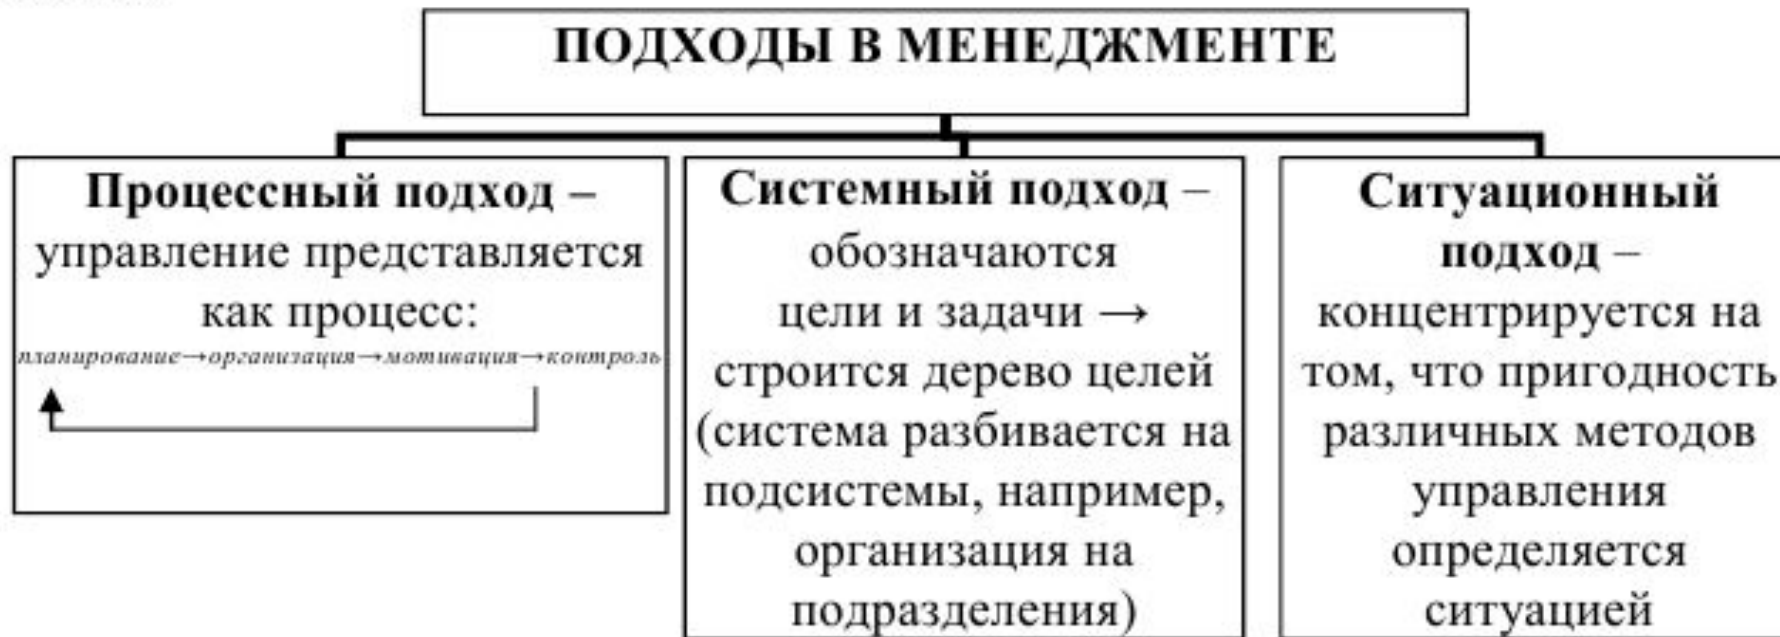 ПОДХОДЫ В МЕНЕДЖМЕНТЕ
Процессный подход –
управление представляется
как процесс:
планирование→организация→мотивация→контроль
Системный подход –
обозначаются
цели и задачи →
строится дерево целей
(система разбивается на
подсистемы, например,
организация на
подразделения)
Ситуационный
подход –
концентрируется на
том, что пригодность
различных методов
управления
определяется
ситуацией